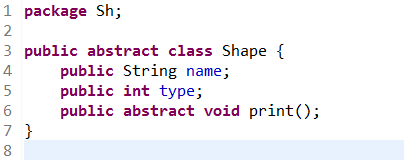 1 package Sh;
2
3 public abstract class Shape {
4     public String name;
5     public int type;
6     public abstract void print();
7 }
8